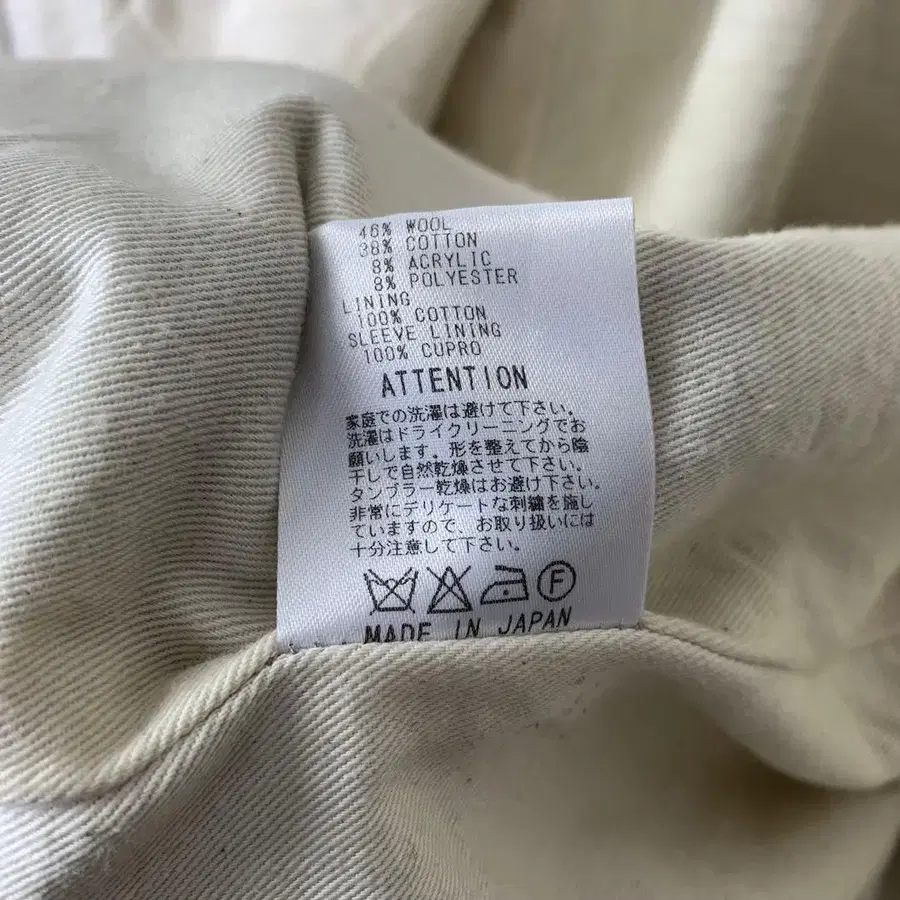 46% WOOL
38% COTTON
8% ACRYLIC
8% POLYESTER
LINING
100% COTTON
SLEEVE LINING
100% CUPRO
ATTENTION
家庭での洗濯は避けて下さい。
洗濯はドライクリーニングでお
願いします。形を整えてから陰
干しで自然乾燥させて下さい。
タンブラー乾燥はお避け下さい。
非常にデリケートな刺繍を施し
ていますので、お取り扱いには
十分注意して下さい。
F
MADE IN JAPAN